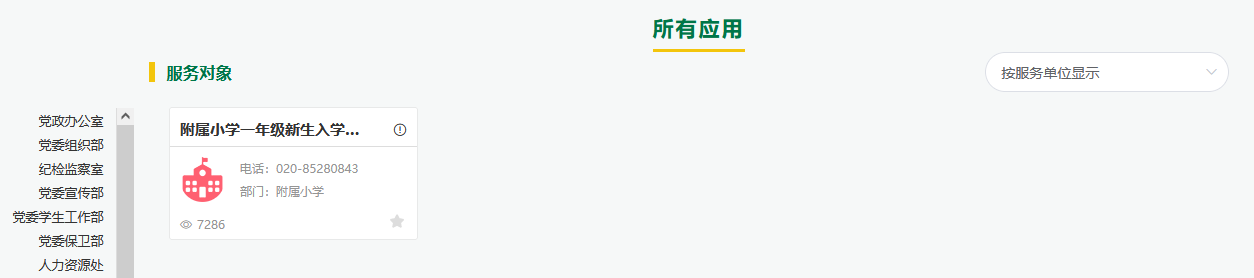 所有应用
服务对象
按服务单位显示
党政办公室
党委组织部
纪检监察室
党委宣传部
党委学生工作部
党委保卫部
人力资源处
附属小学一年级新生入学...
电话：020-85280843
部门：附属小学
7286